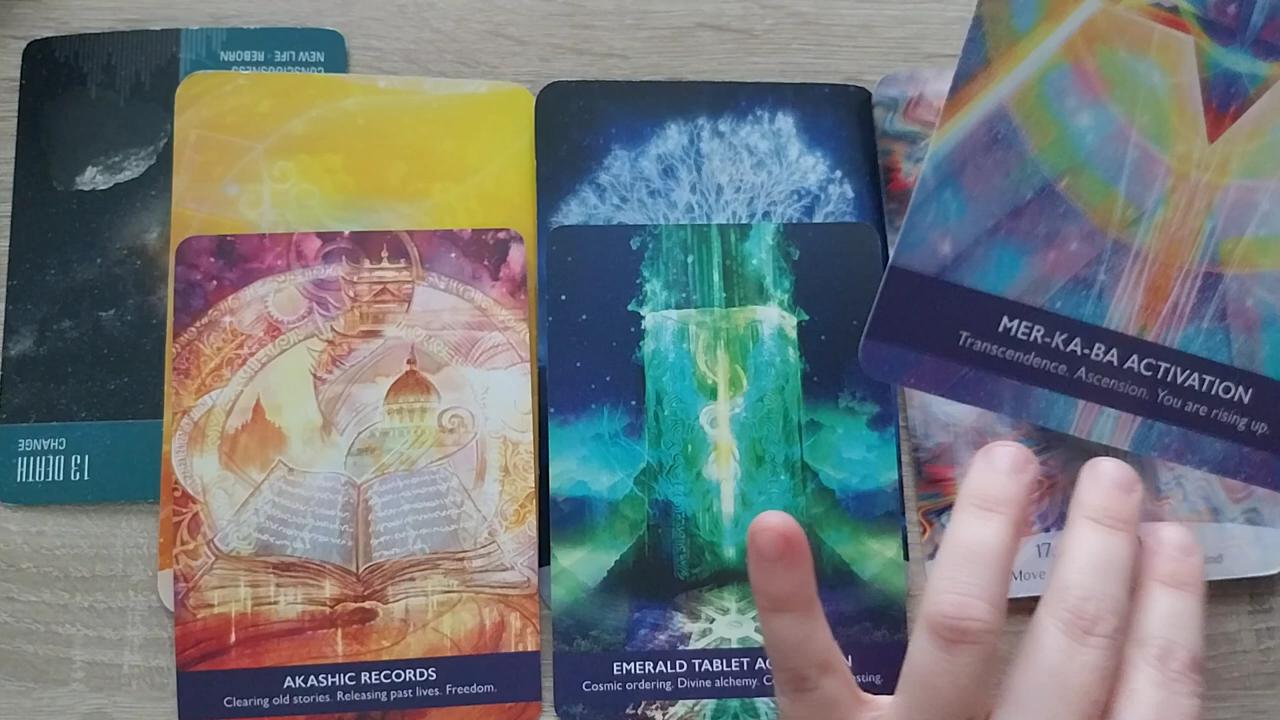 NEW LIFE · REBORN
CONSCIOUSNESS
13 DEATH
CHANGE
AKASHIC RECORDS
Clearing old stories. Releasing past lives. Freedom.
EMERALD TABLET
Cosmic ordering. Divine alchemy.
MER-KA-BA ACTIVATION
Transcendence. Ascension. You are rising up.
17
Move